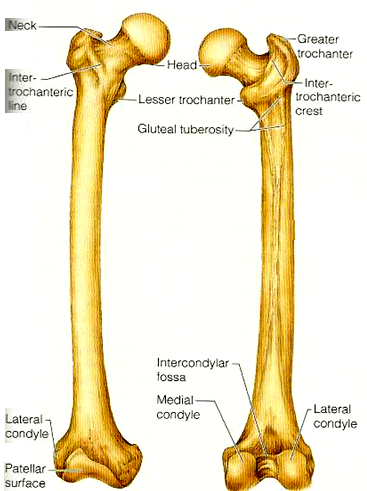 Neck
Greater
trochanter
Head
Inter-
trochanteric
line
Inter-
trochanteric
crest
Lesser trochanter
Gluteal tuberosity
Intercondylar
fossa
Medial
condyle
Lateral
condyle
Lateral
condyle
Patellar
surface